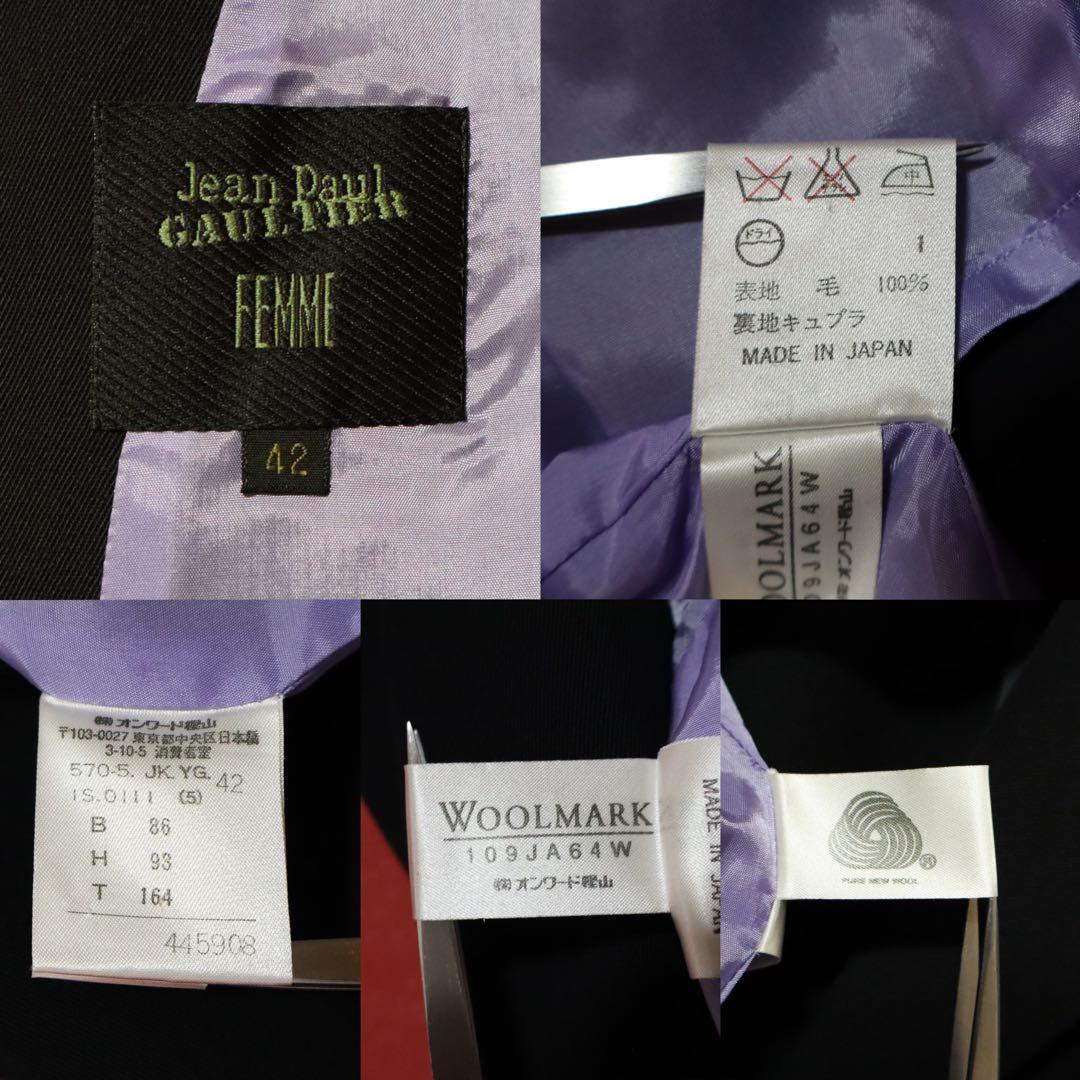 Jean Paul
GAULTIER
FEMME
42
中
ドライ
1
表地 毛 100%
裏地キュプラ
MADE IN JAPAN
WOOLMARK
109JA64W
㈱オンワード樫山
㈱オンワード樫山
〒103-0027 東京都中央区日本橋
3-10-5 消費者室
570-5. JK.YG. 42
IS.0111 (5)
B 86
H 93
T 164
445908
WOOLMARK
109JA64W
㈱オンワード樫山
MADE IN JAPAN
®
PURE NEW WOOL